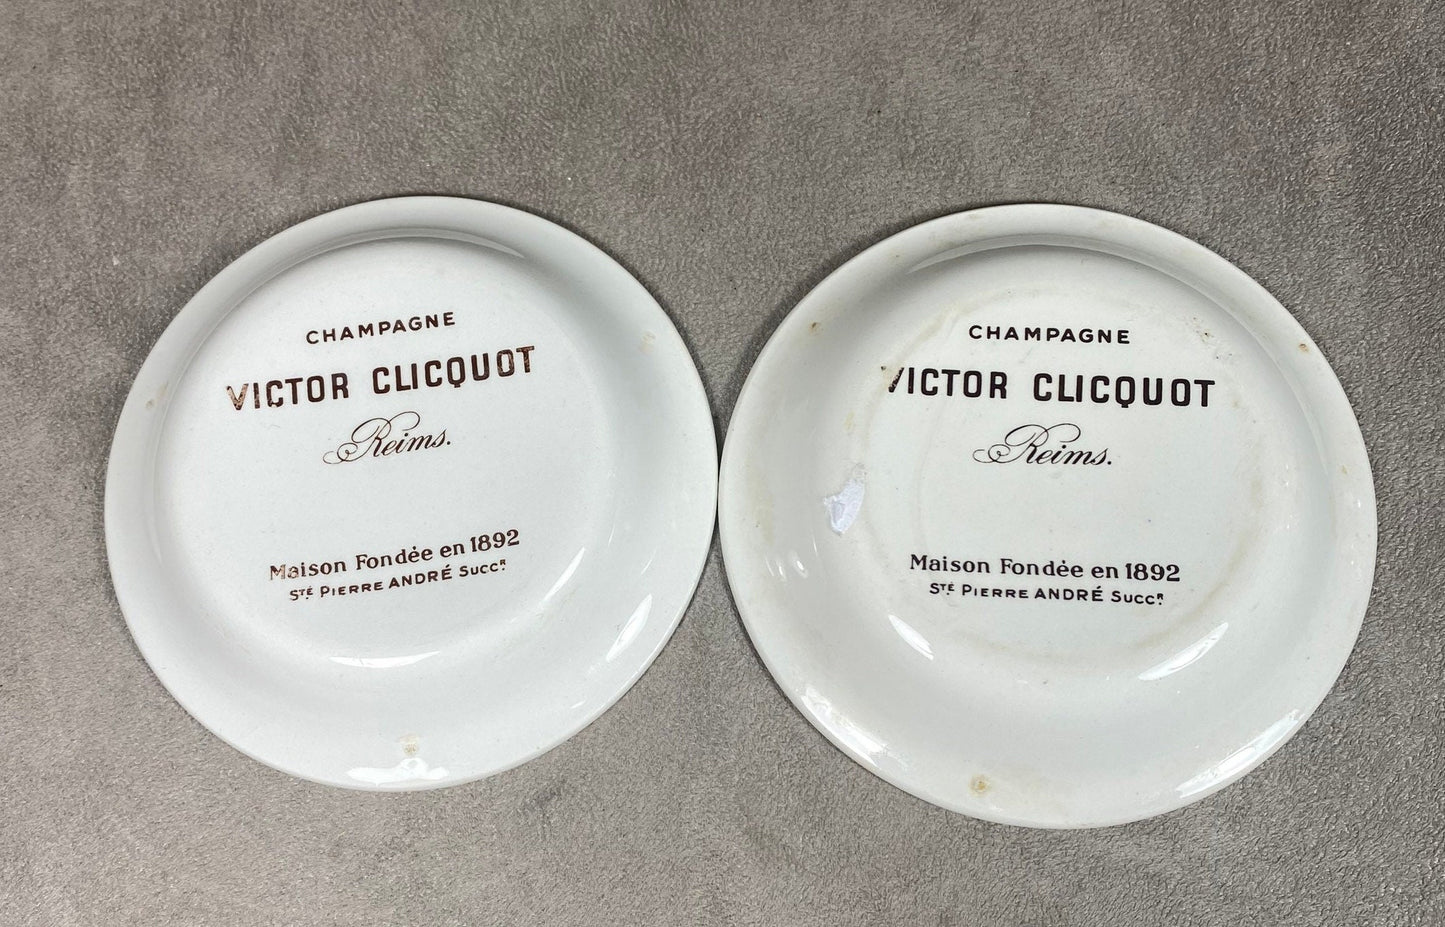 CHAMPAGNE
VICTOR CLICQUOT
Reims.
Maison Fondée en 1892
STÉ PIERRE ANDRÉ SUCCR.
CHAMPAGNE
VICTOR CLICQUOT
Reims.
Maison Fondée en 1892
STÉ PIERRE ANDRÉ SUCCR.